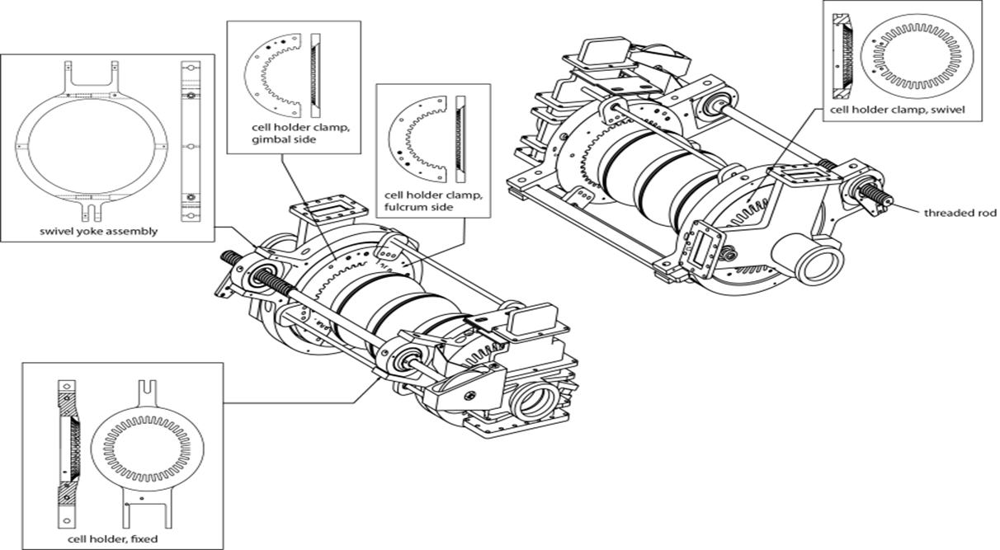 cell holder clamp,
gimbal side
cell holder clamp, swivel
cell holder clamp,
fulcrum side
threaded rod
swivel yoke assembly
cell holder, fixed